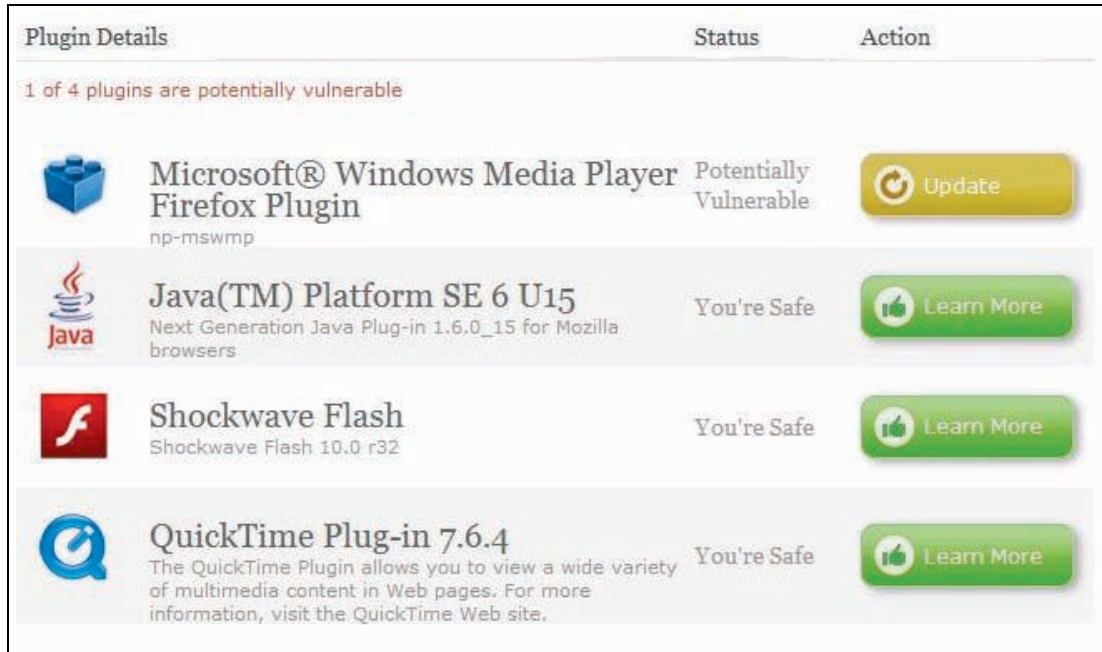 Plugin Details Status Action
1 of 4 plugins are potentially vulnerable
Microsoft® Windows Media Player
Firefox Plugin
np-mswmp
Potentially
Vulnerable
Update
Java
Java(TM) Platform SE 6 U15
Next Generation Java Plug-in 1.6.0_15 for Mozilla
browsers
You're Safe
Learn More
Shockwave Flash
Shockwave Flash 10.0 r32
You're Safe
Learn More
QuickTime Plug-in 7.6.4
The QuickTime Plugin allows you to view a wide variety
of multimedia content in Web pages. For more
information, visit the QuickTime Web site.
You're Safe
Learn More